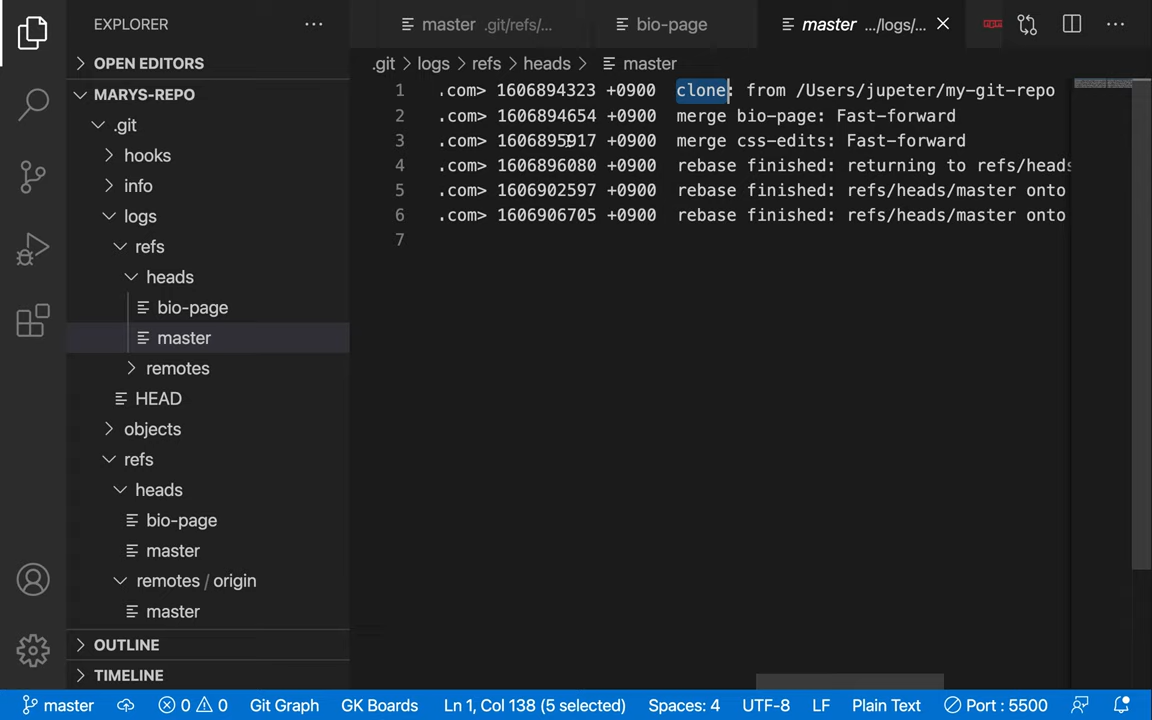 EXPLORER
OPEN EDITORS
MARYS-REPO
.git
hooks
info
logs
refs
heads
bio-page
master
remotes
HEAD
objects
refs
heads
bio-page
master
remotes / origin
master
OUTLINE
TIMELINE
master .git/refs/...
bio-page
master .../logs/...
.git > logs > refs > heads > master
1 .com> 1606894323 +0900 clone: from /Users/jupeter/my-git-repo
2 .com> 1606894654 +0900 merge bio-page: Fast-forward
3 .com> 1606895917 +0900 merge css-edits: Fast-forward
4 .com> 1606896080 +0900 rebase finished: returning to refs/heads
5 .com> 1606902597 +0900 rebase finished: refs/heads/master onto
6 .com> 1606906705 +0900 rebase finished: refs/heads/master onto
7
master 0 0 Git Graph GK Boards Ln 1, Col 138 (5 selected) Spaces: 4 UTF-8 LF Plain Text Port : 5500